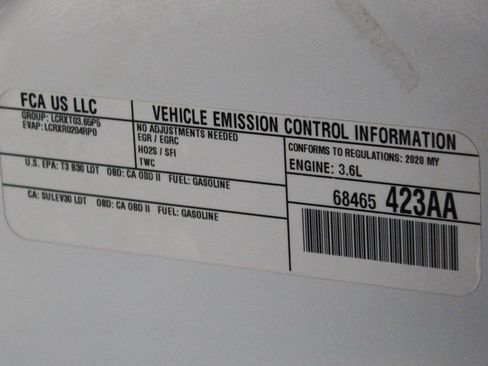 FCA US LLC
GROUP: LCRXT03.65P5
EVAP: LCRXR0204RP0
VEHICLE EMISSION CONTROL INFORMATION
NO ADJUSTMENTS NEEDED
EGR / EGRC
HO2S / SFI
TWC
CONFORMS TO REGULATIONS: 2020 MY
ENGINE: 3.6L
U.S. EPA: T3 B30 LDT OBD: CA OBD II FUEL: GASOLINE
CA: SULEV30 LDT OBD: CA OBD II FUEL: GASOLINE
68465 423AA